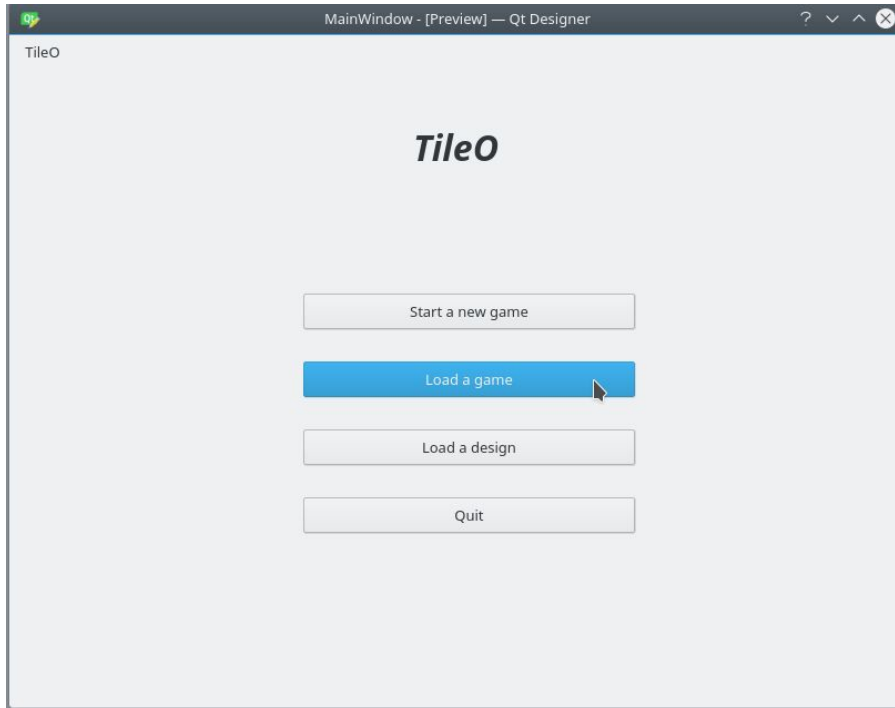 MainWindow - [Preview] — Qt Designer
TileO
TileO
Start a new game
Load a game
Load a design
Quit